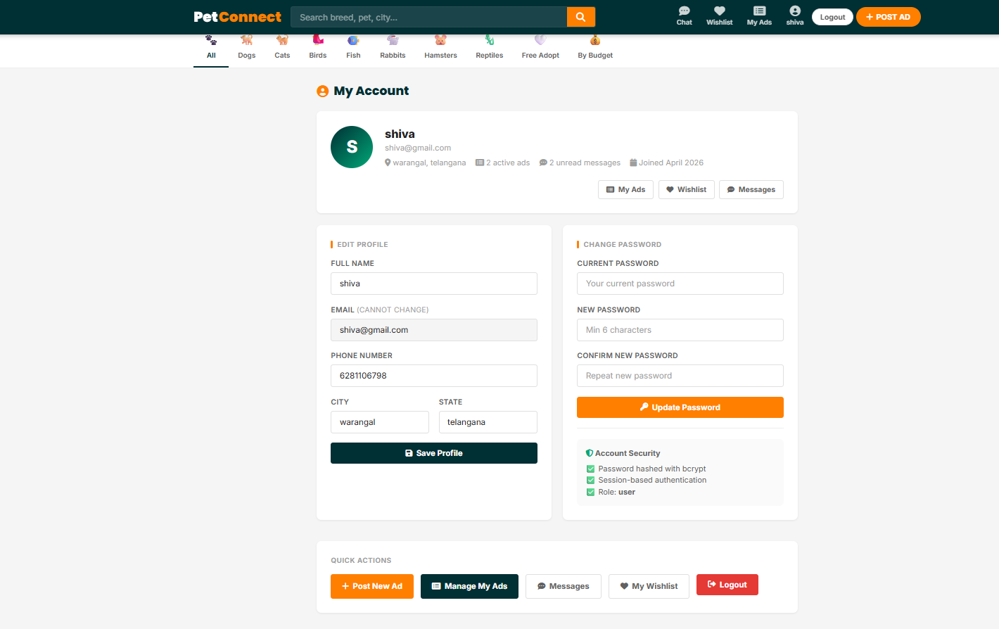 PetConnect
Search breed, pet, city...
Chat
Wishlist
My Ads
shiva
Logout
+ POST AD
All
Dogs
Cats
Birds
Fish
Rabbits
Hamsters
Reptiles
Free Adopt
By Budget
My Account
S
shiva
shiva@gmail.com
warangal, telangana
2 active ads
2 unread messages
Joined April 2026
My Ads
Wishlist
Messages
EDIT PROFILE
FULL NAME
shiva
EMAIL (CANNOT CHANGE)
shiva@gmail.com
PHONE NUMBER
6281106798
CITY
STATE
warangal
telangana
Save Profile
CHANGE PASSWORD
CURRENT PASSWORD
Your current password
NEW PASSWORD
Min 6 characters
CONFIRM NEW PASSWORD
Repeat new password
Update Password
Account Security
Password hashed with bcrypt
Session-based authentication
Role: user
QUICK ACTIONS
+ Post New Ad
Manage My Ads
Messages
My Wishlist
Logout